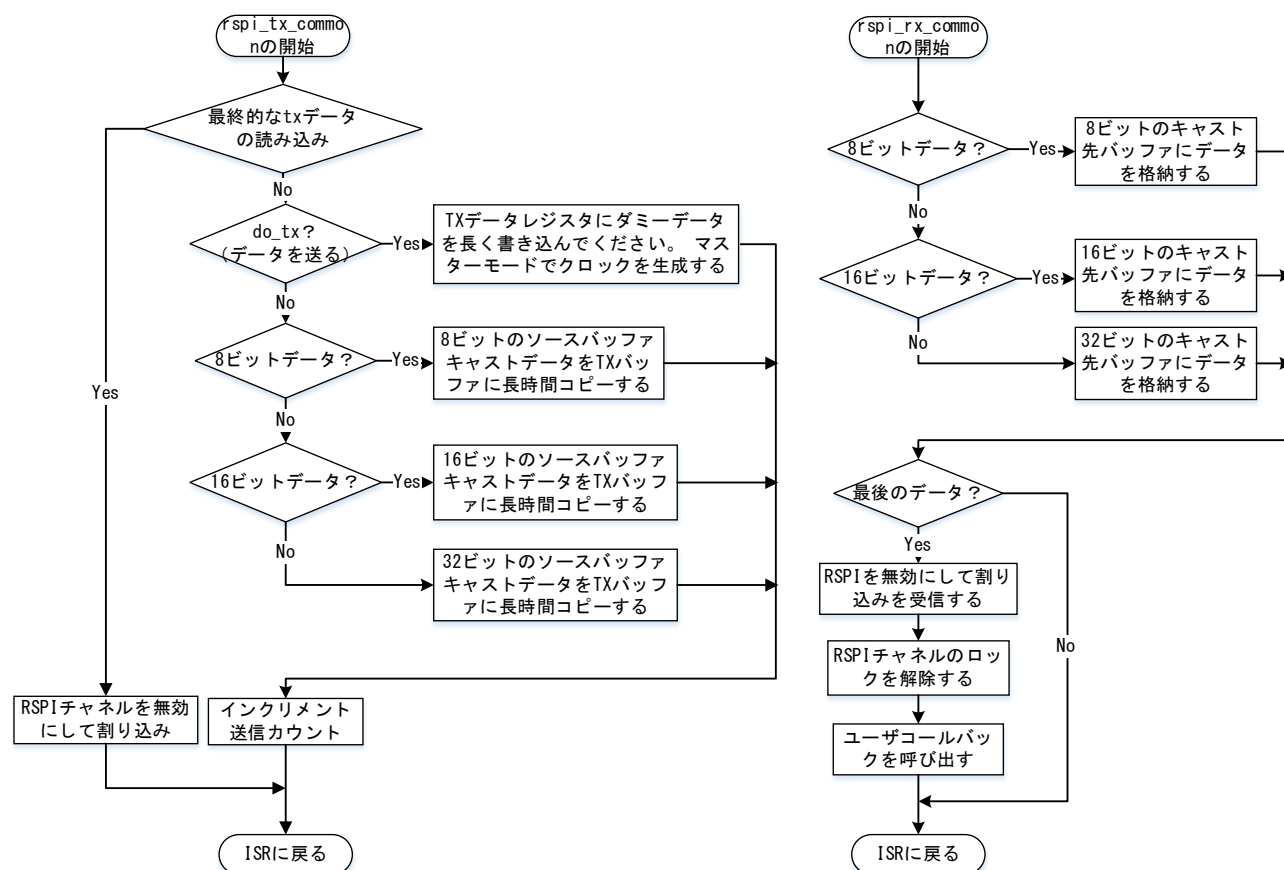 rspi_tx_commo
nの開始
最終的なtxデータ
の読み込み
No
do_tx?
(データを送る)
Yes
TXデータレジスタにダミーデータ
を長く書き込んでください。 マス
ターモードでクロックを生成する
No
8ビットデータ？
Yes
8ビットのソースバッファ
キャストデータをTXバッ
ファに長時間コピーする
Yes
No
16ビットデータ？
Yes
16ビットのソースバッファ
キャストデータをTXバッ
ファに長時間コピーする
No
32ビットのソースバッファ
キャストデータをTXバッ
ファに長時間コピーする
RSPIチャネルを無効
にして割り込み
インクリメント
送信カウント
ISRに戻る
rspi_rx_commo
nの開始
8ビットデータ？
Yes
8ビットのキャスト
先バッファにデータ
を格納する
No
16ビットデータ？
Yes
16ビットのキャスト
先バッファにデータ
を格納する
No
32ビットのキャスト
先バッファにデータ
を格納する
最後のデータ？
Yes
RSPIを無効にして割り
込みを受信する
No
RSPIチャネルのロッ
クを解除する
ユーザコールバッ
クを呼び出す
ISRに戻る